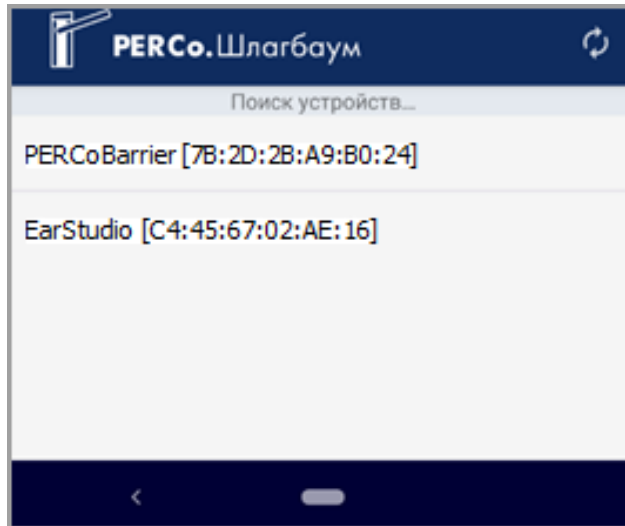 PERCo.Шлагбаум
Поиск устройств...
PERCoBarrier [7B:2D:2B:A9:B0:24]
EarStudio [C4:45:67:02:AE:16]